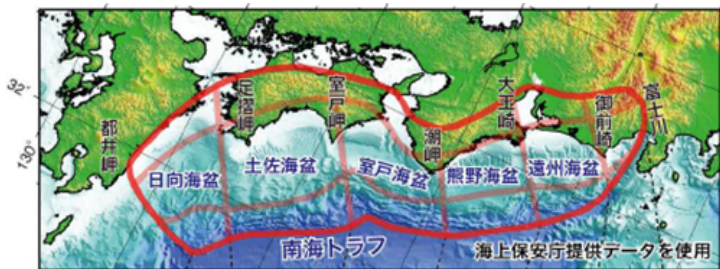 32°
130°
都井岬
足摺岬
室戸岬
潮岬
大王崎
御前崎
富士川
日向海盆
土佐海盆
室戸海盆
熊野海盆
遠州海盆
南海トラフ
海上保安庁提供データを使用